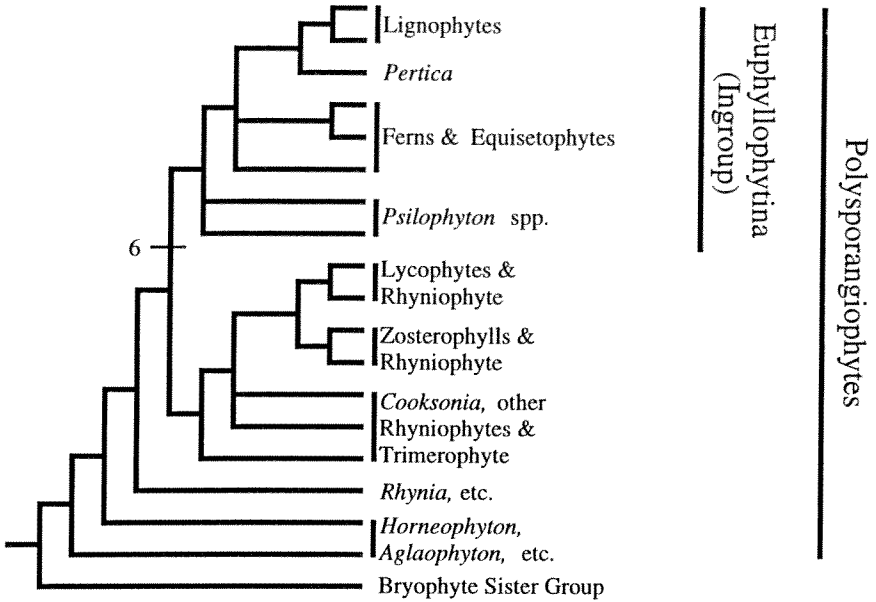 Lignophytes
Pertica
Ferns & Equisetophytes
Psilophyton spp.
6
Lycophytes &
Rhyniophyte
Zosterophylls &
Rhyniophyte
Cooksonia, other
Rhyniophytes &
Trimerophyte
Rhynia, etc.
Horneophyton,
Aglaophyton, etc.
Bryophyte Sister Group
Euphyllophytina
(Ingroup)
Polysporangiophytes